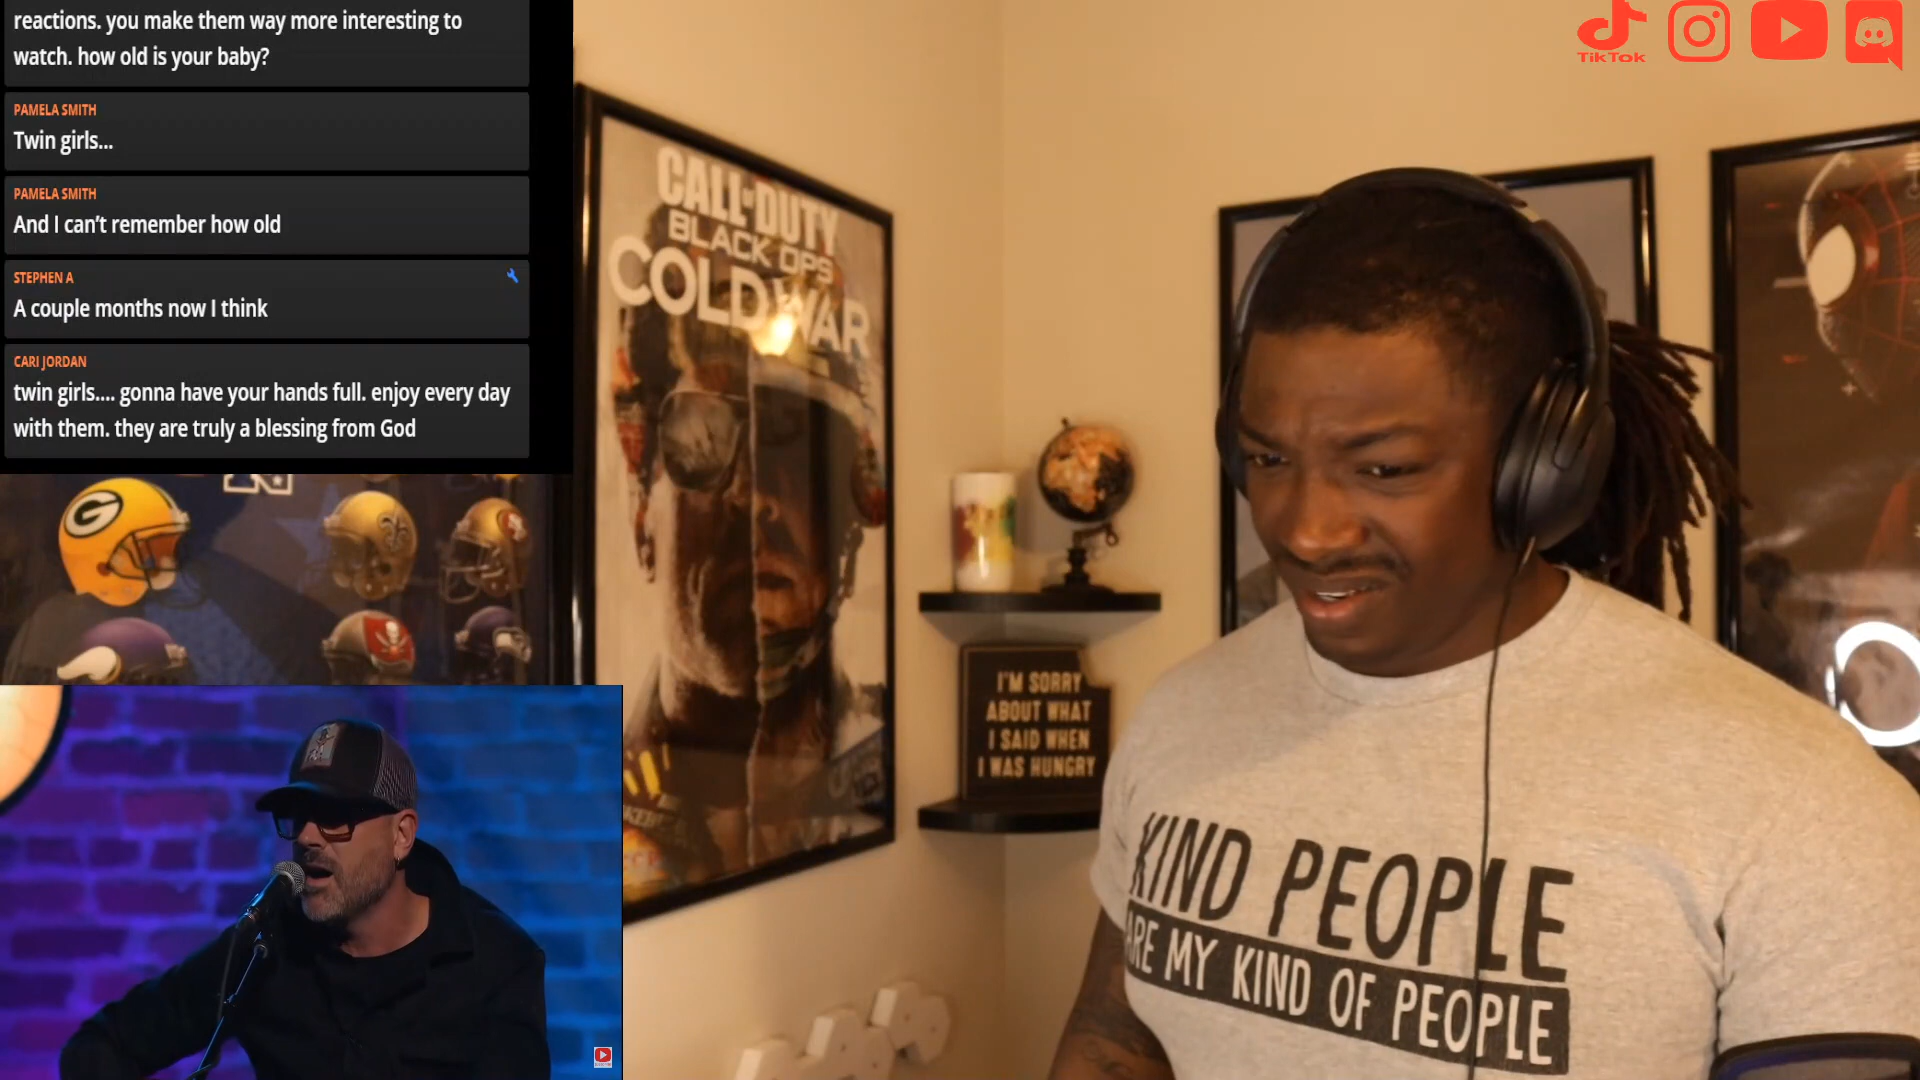 reactions. you make them way more interesting to
watch. how old is your baby?
PAMELA SMITH
Twin girls...
PAMELA SMITH
And I can't remember how old
STEPHEN A
A couple months now I think
CARI JORDAN
twin girls.... gonna have your hands full. enjoy every day
with them. they are truly a blessing from God
TikTok
CALL OF DUTY
BLACK OPS
COLD WAR
I'M SORRY
ABOUT WHAT
I SAID WHEN
I WAS HUNGRY
KIND PEOPLE
ARE MY KIND OF PEOPLE
G